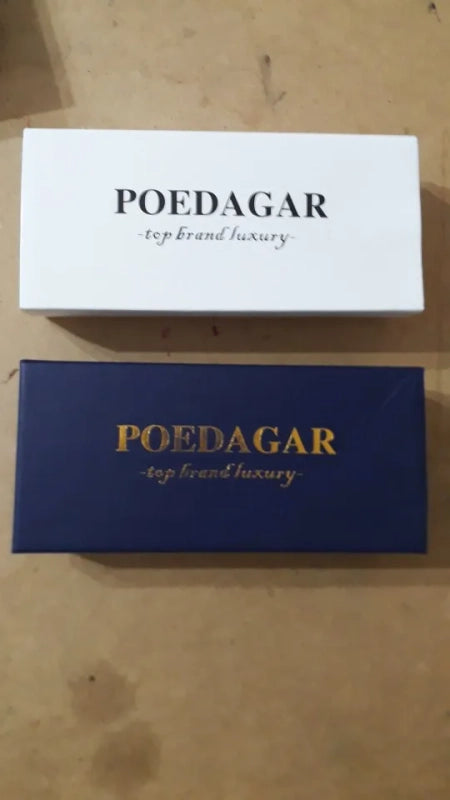 POEDAGAR
-top brand luxury-
POEDAGAR
-top brand luxury-